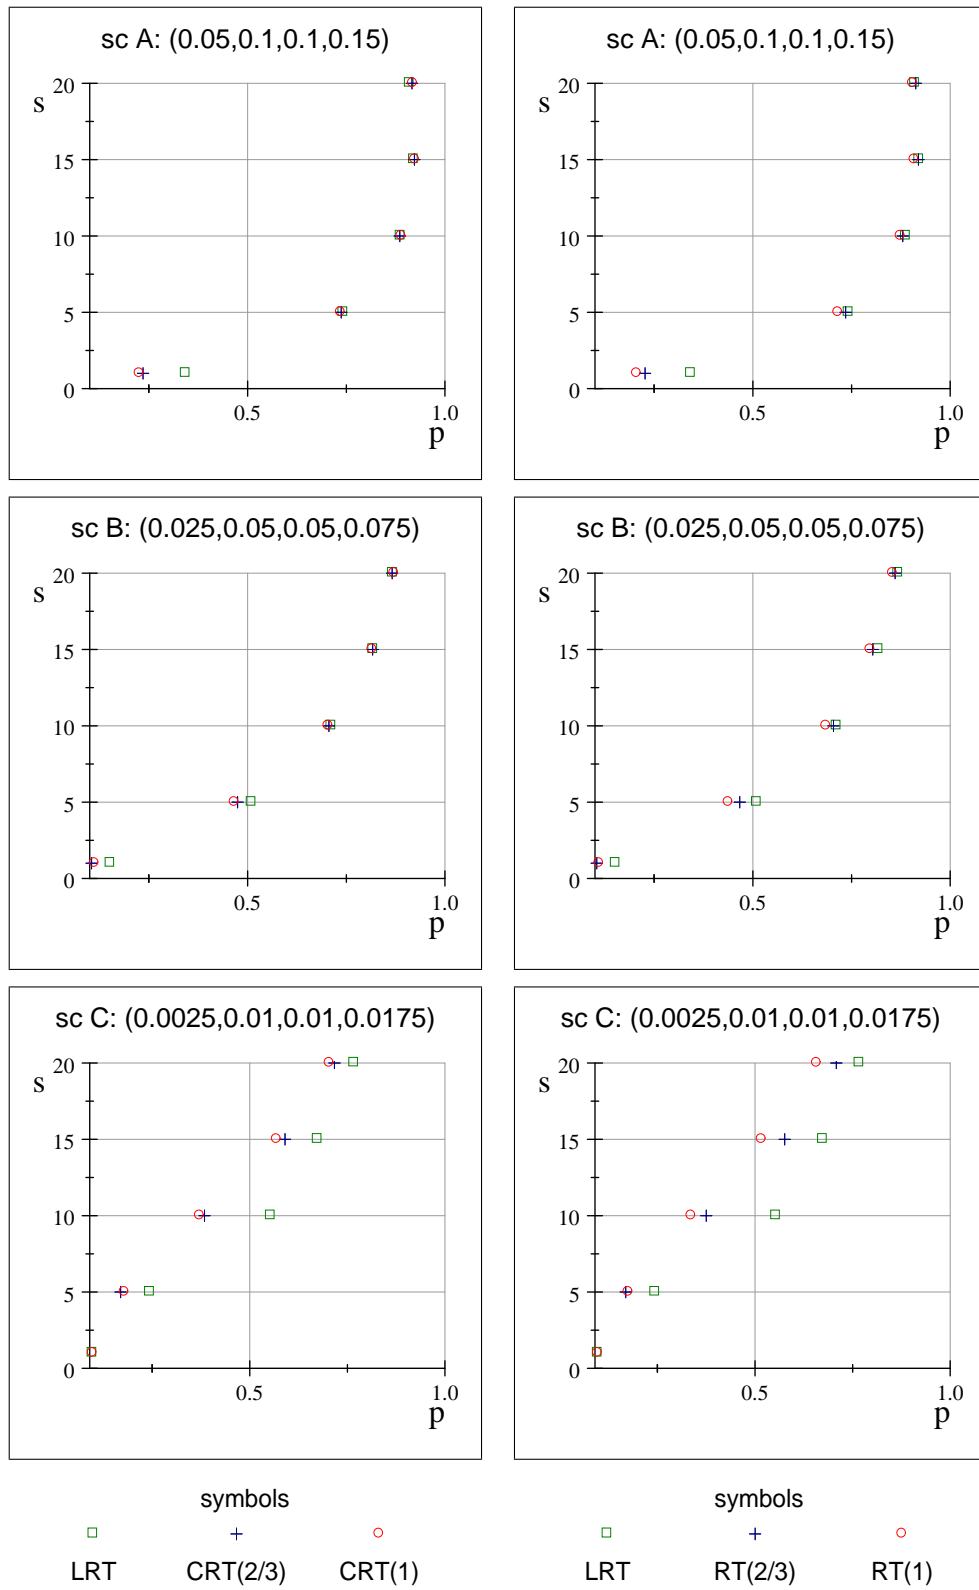 sc A: (0.05,0.1,0.1,0.15)
20
s
15
10
5
0
0.5
1.0
p
sc A: (0.05,0.1,0.1,0.15)
20
s
15
10
5
0
0.5
1.0
p
sc B: (0.025,0.05,0.05,0.075)
20
s
15
10
5
0
0.5
1.0
p
sc B: (0.025,0.05,0.05,0.075)
20
s
15
10
5
0
0.5
1.0
p
sc C: (0.0025,0.01,0.01,0.0175)
20
s
15
10
5
0
0.5
1.0
p
sc C: (0.0025,0.01,0.01,0.0175)
20
s
15
10
5
0
0.5
1.0
p
symbols
LRT CRT(2/3) CRT(1)
symbols
LRT RT(2/3) RT(1)